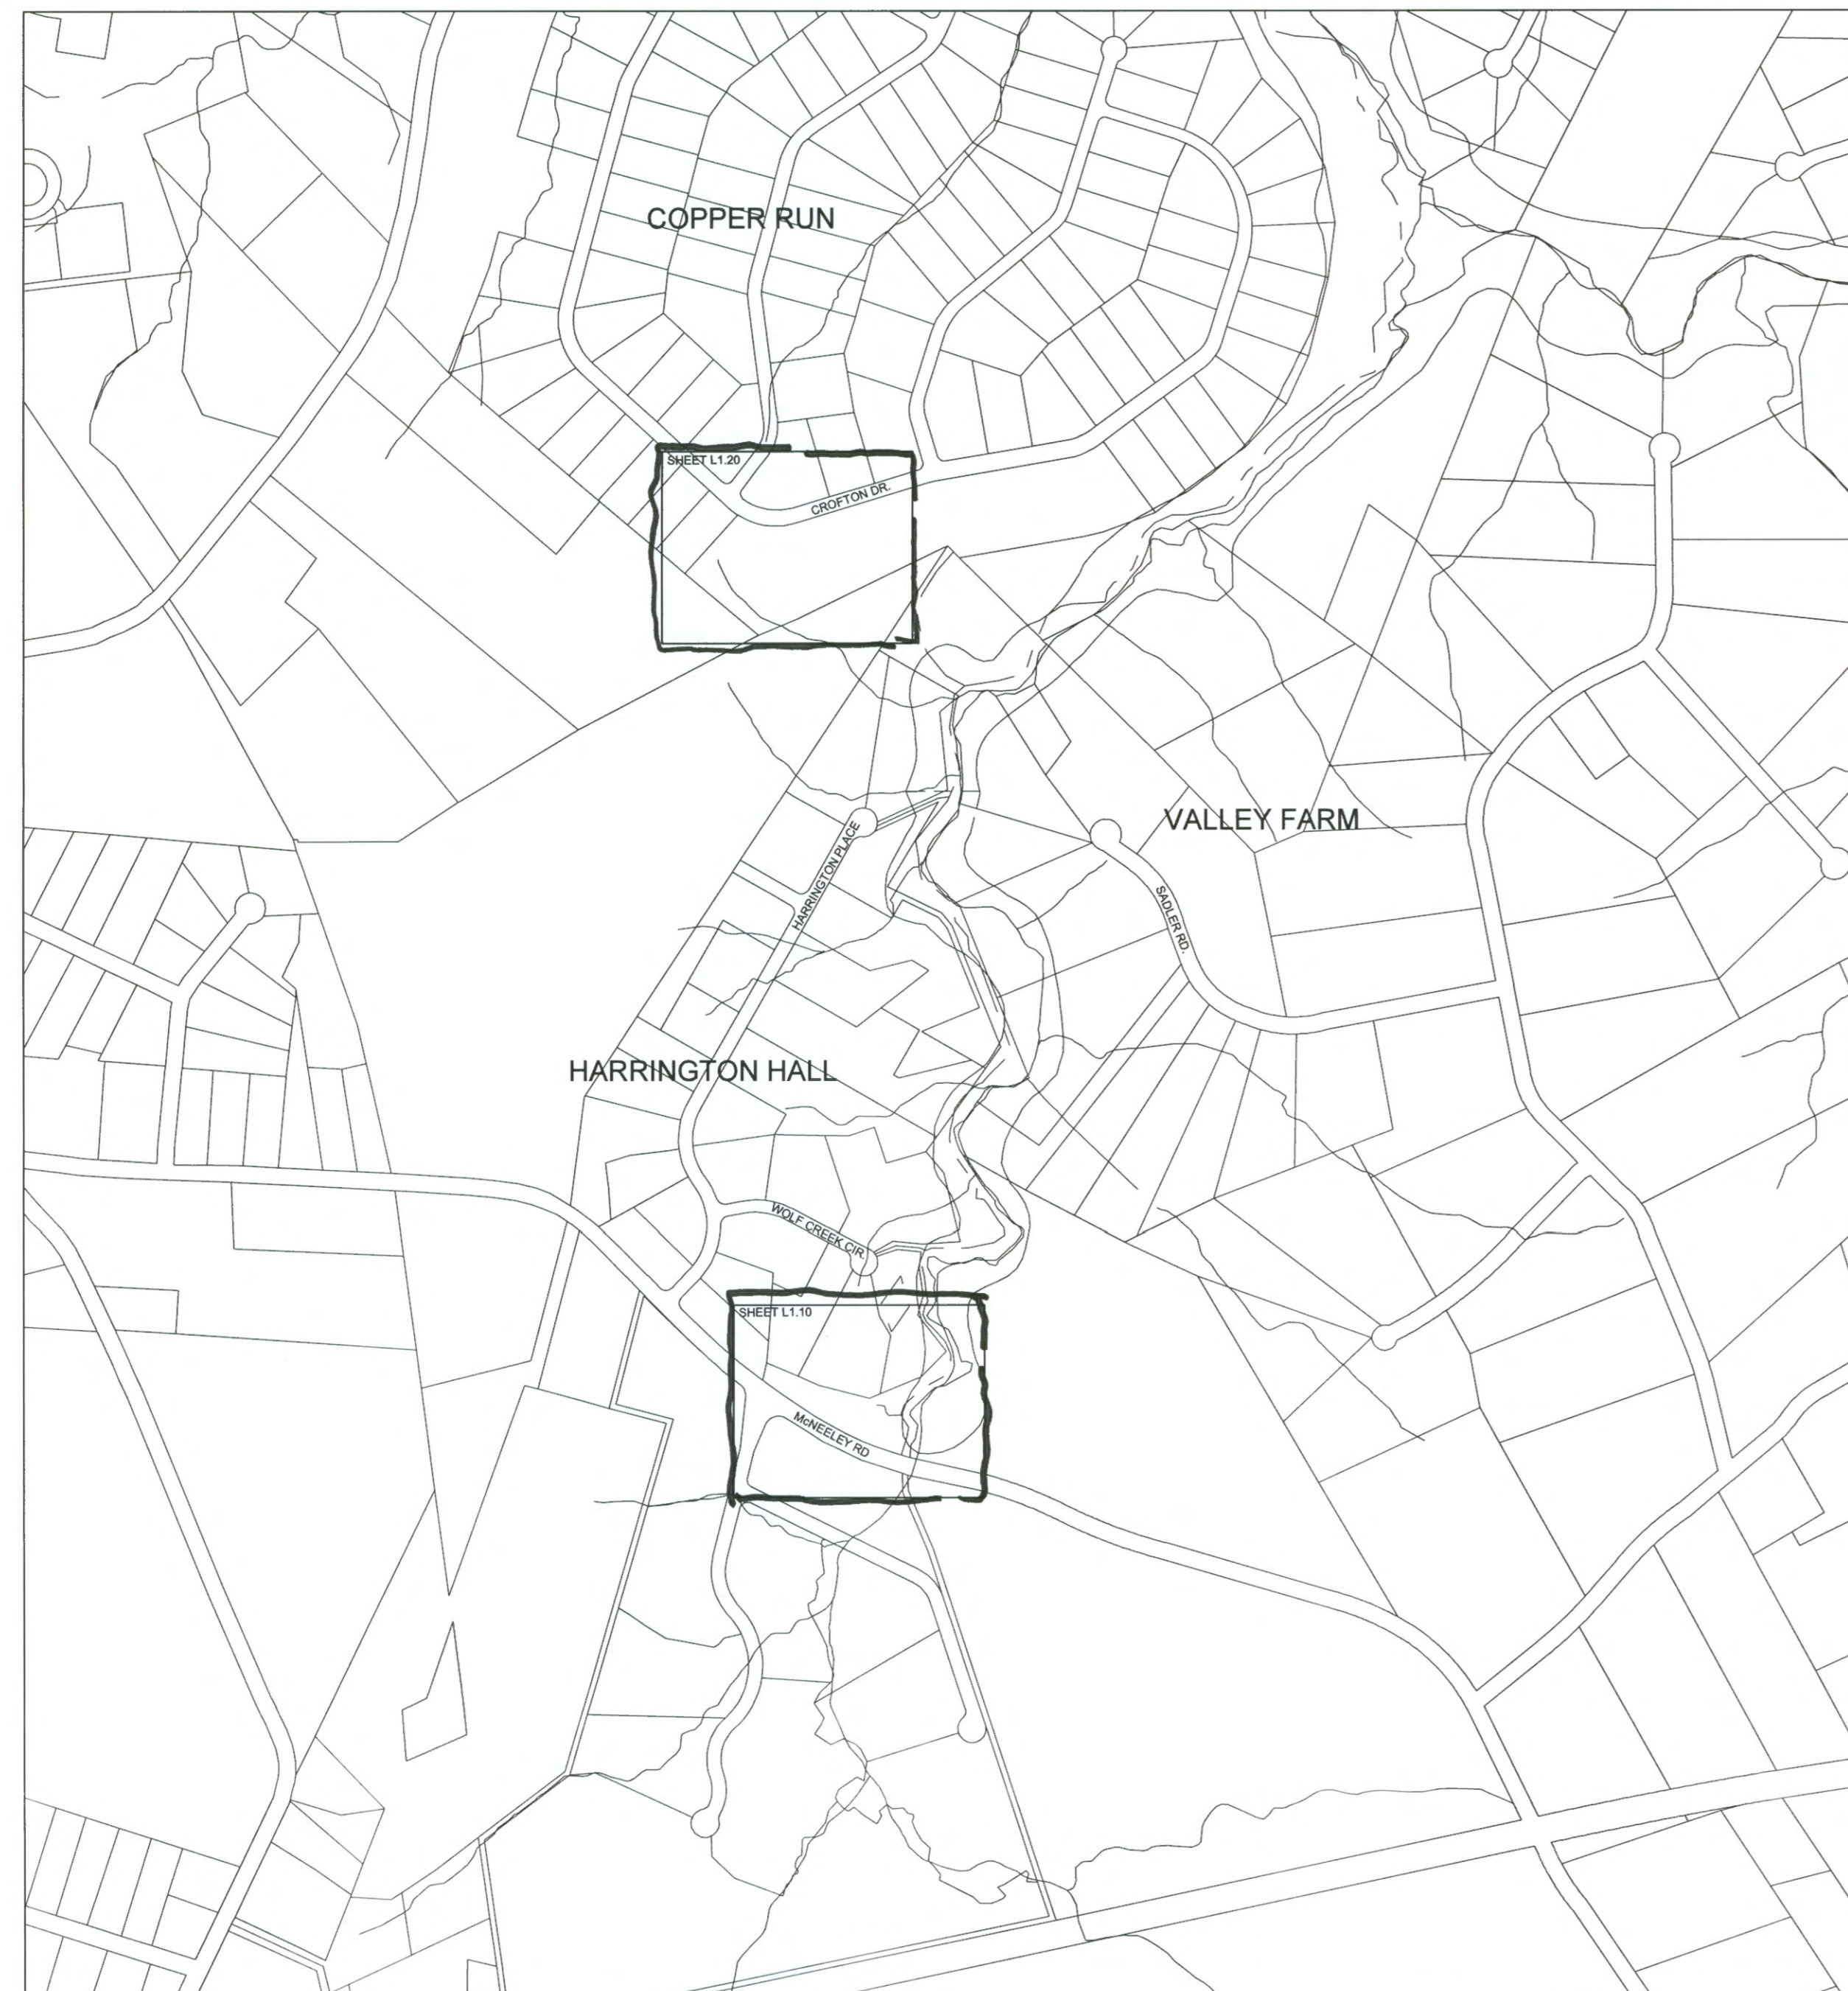 COPPER RUN
SHEET L1.20
CROFTON DR.
VALLEY FARM
HARRINGTON PLACE
SADLER RD.
HARRINGTON HALL
WOLF CREEK CIR.
SHEET L1.10
McNEELEY RD